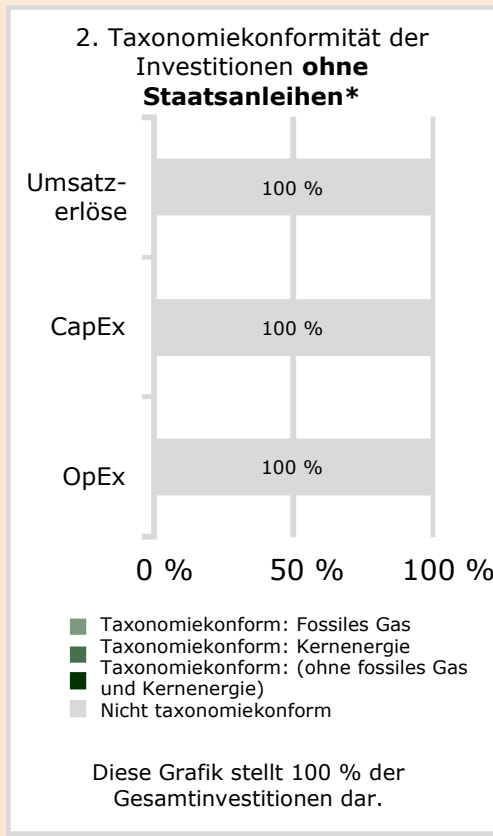 2. Taxonomiekonformität der
Investitionen ohne
Staatsanleihen*
Umsatz-
erlöse
100 %
CapEx
100 %
OpEx
100 %
0 % 50 % 100 %
Taxonomiekonform: Fossiles Gas
Taxonomiekonform: Kernenergie
Taxonomiekonform: (ohne fossiles Gas
und Kernenergie)
Nicht taxonomiekonform
Diese Grafik stellt 100 % der
Gesamtinvestitionen dar.